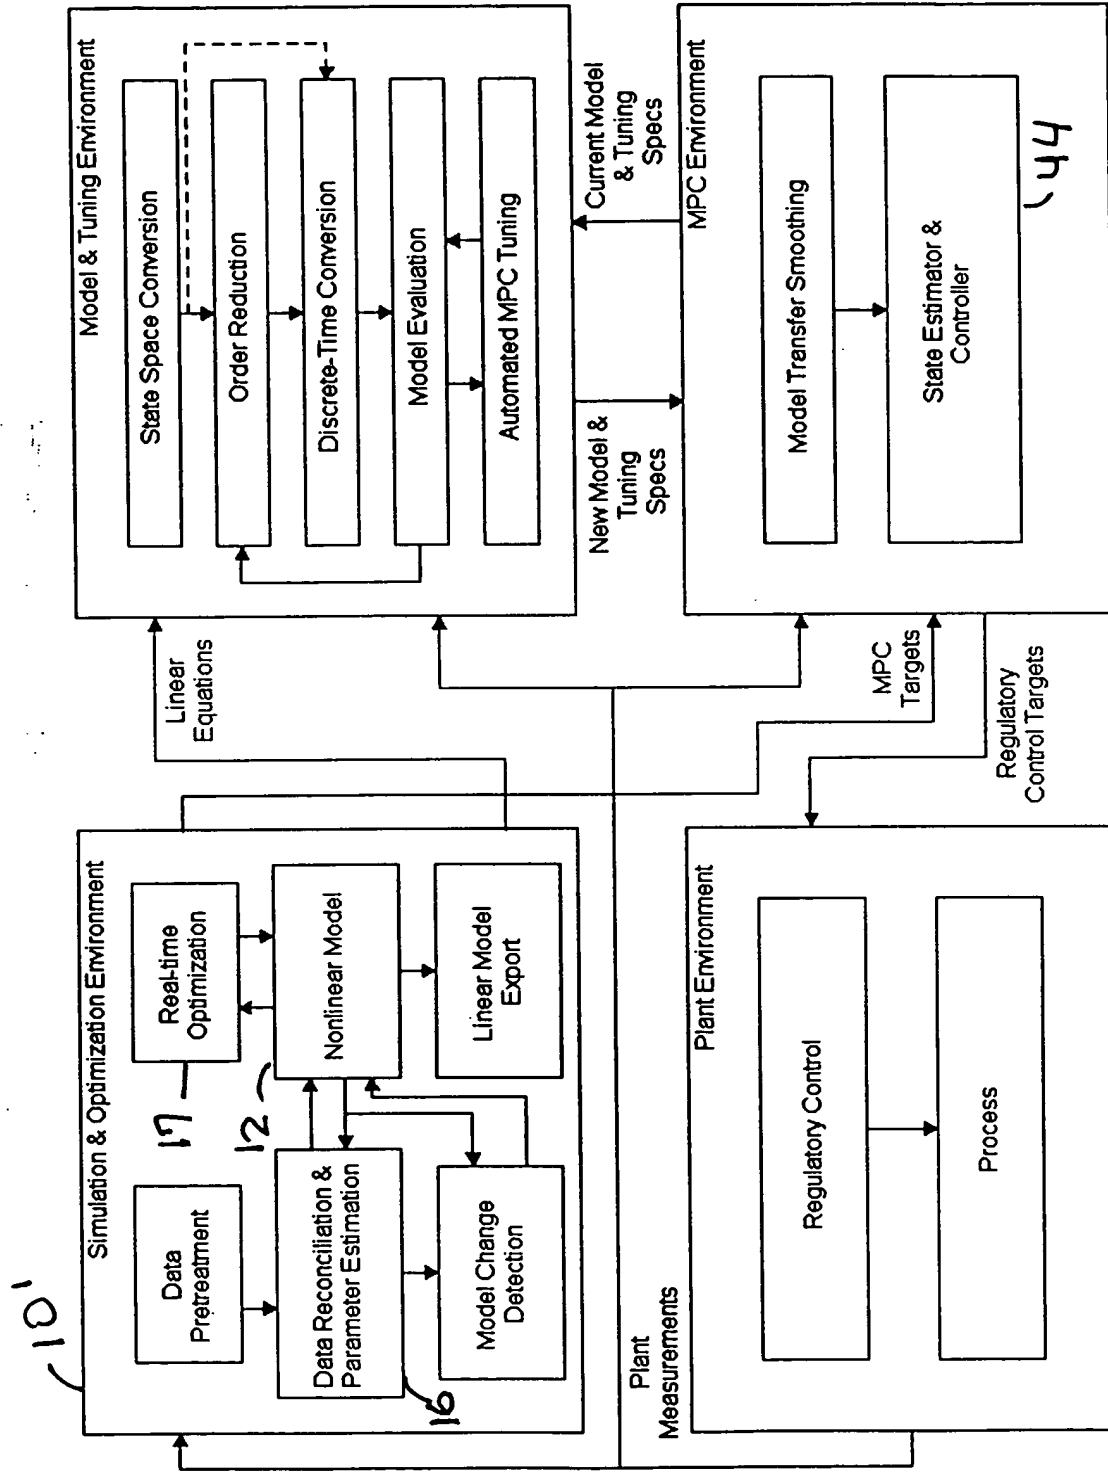 10'
Simulation & Optimization Environment
Data
Pretreatment
17
Real-time
Optimization
Data Reconciliation &
Parameter Estimation
16
12
Nonlinear Model
Model Change
Detection
Linear Model
Export
Linear
Equations
Model & Tuning Environment
State Space Conversion
Order Reduction
Discrete-Time Conversion
Model Evaluation
Automated MPC Tuning
Plant
Measurements
MPC
Targets
Regulatory
Control Targets
New Model &
Tuning
Specs
Current Model
& Tuning
Specs
Plant Environment
Regulatory Control
Process
MPC Environment
Model Transfer Smoothing
State Estimator &
Controller
44